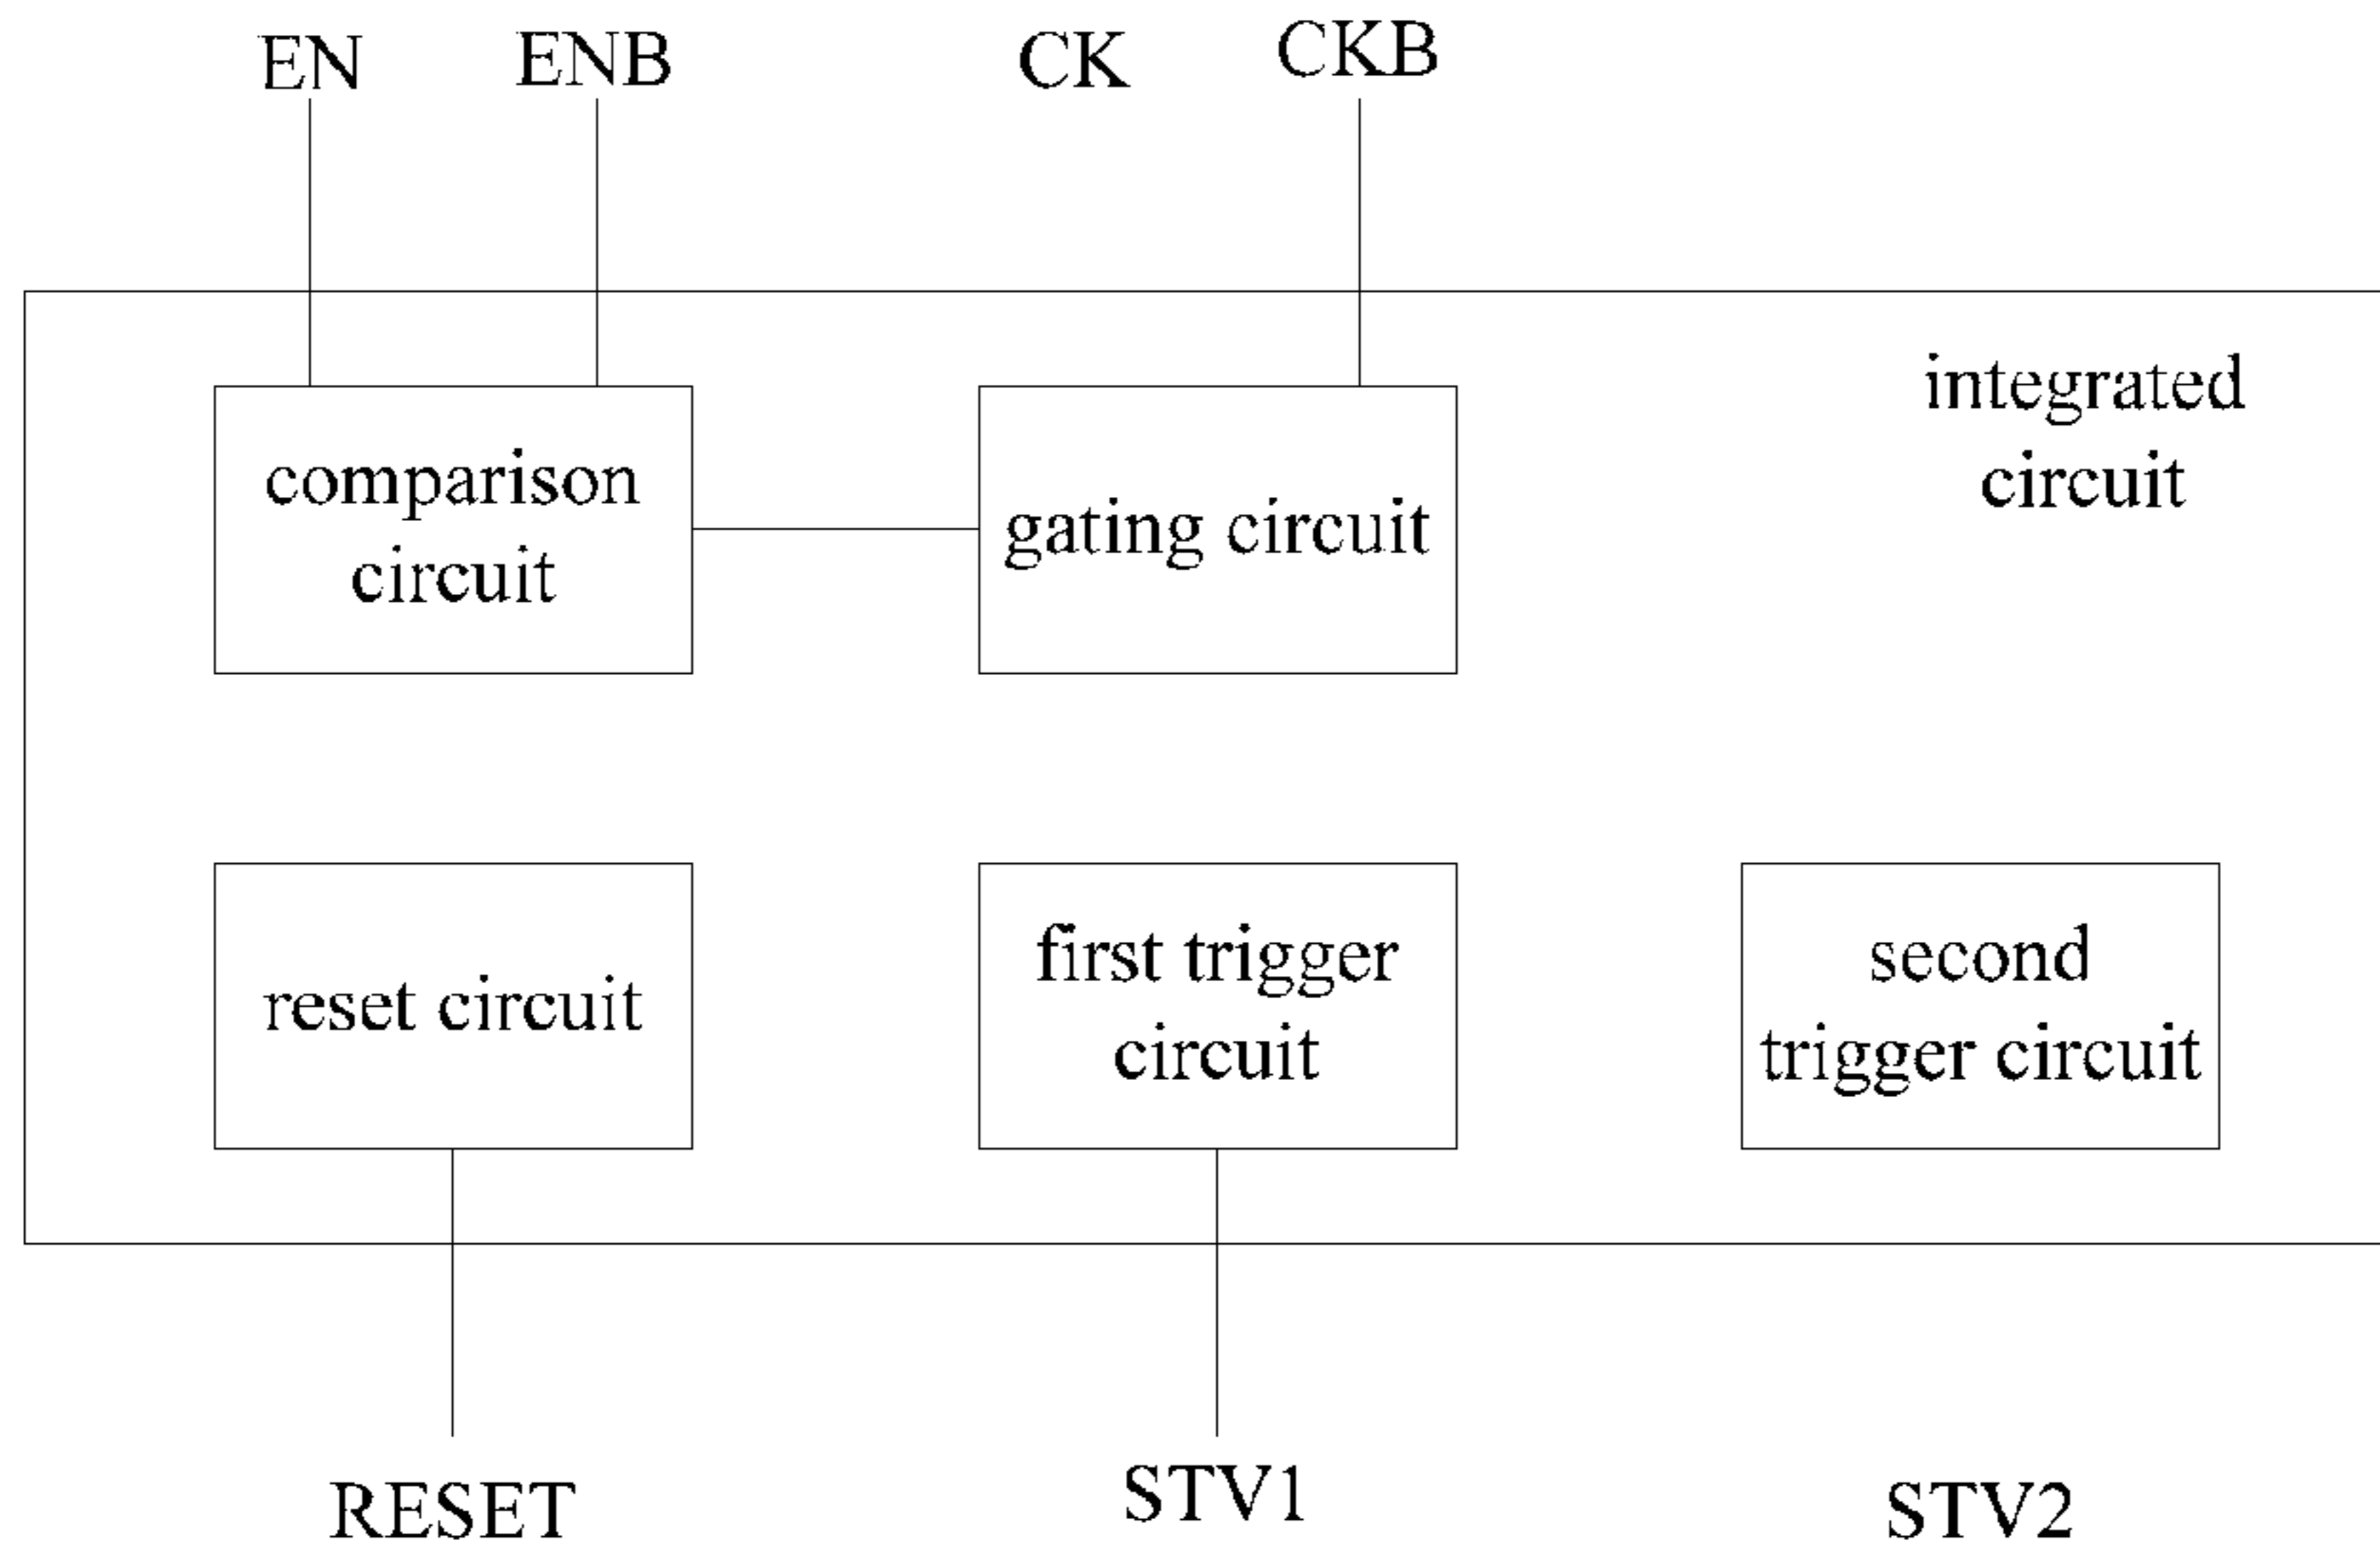 EN ENB CK CKB
integrated
circuit
comparison
circuit
gating circuit
reset circuit
first trigger
circuit
second
trigger circuit
RESET STV1 STV2